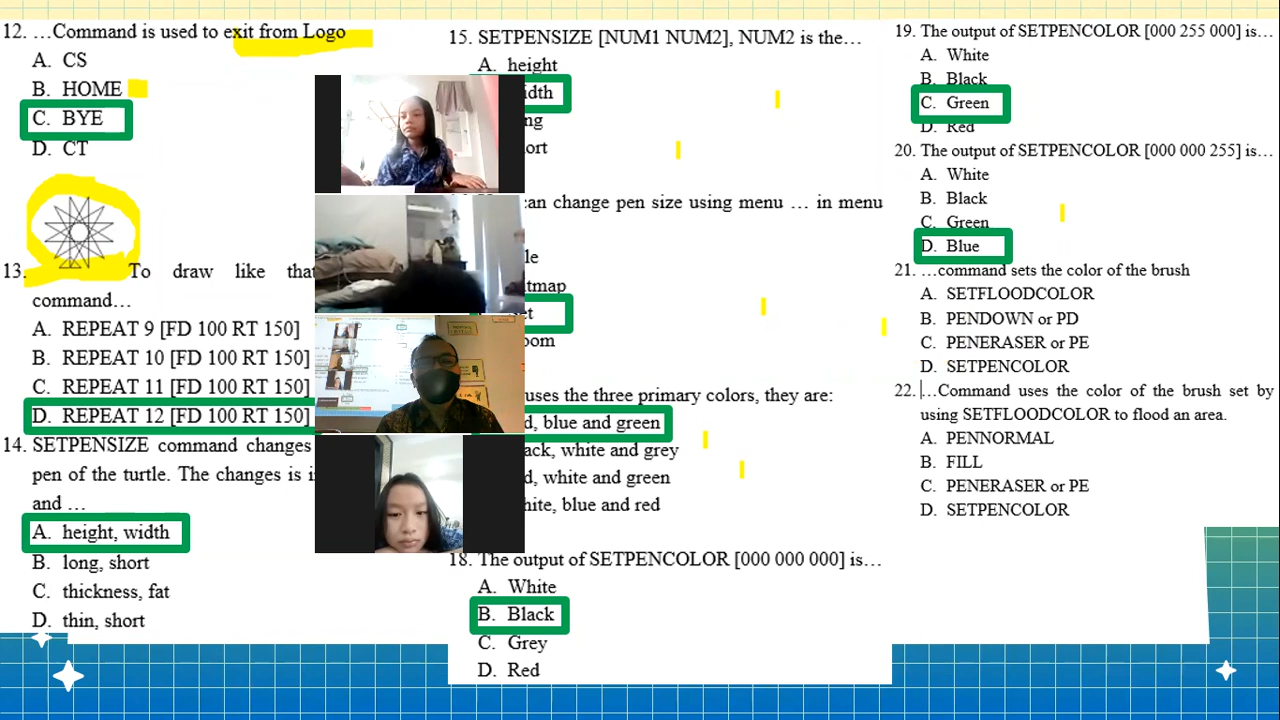 12. …Command is used to exit from Logo
A. CS
B. HOME
C. BYE
D. CT
13. To draw like that
command…
A. REPEAT 9 [FD 100 RT 150]
B. REPEAT 10 [FD 100 RT 150]
C. REPEAT 11 [FD 100 RT 150]
D. REPEAT 12 [FD 100 RT 150]
14. SETPENSIZE command changes
pen of the turtle. The changes is
and …
A. height, width
B. long, short
C. thickness, fat
D. thin, short
15. SETPENSIZE [NUM1 NUM2], NUM2 is the…
A. height
can change pen size using menu … in menu
uses the three primary colors, they are:
blue and green
white and grey
white and green
blue and red
18. The output of SETPENCOLOR [000 000 000] is…
A. White
B. Black
C. Grey
D. Red
19. The output of SETPENCOLOR [000 255 000] is…
A. White
B. Black
C. Green
D. Red
20. The output of SETPENCOLOR [000 000 255] is…
A. White
B. Black
C. Green
D. Blue
21. …command sets the color of the brush
A. SETFLOODCOLOR
B. PENDOWN or PD
C. PENERASER or PE
D. SETPENCOLOR
22. …Command uses the color of the brush set by
using SETFLOODCOLOR to flood an area.
A. PENNORMAL
B. FILL
C. PENERASER or PE
D. SETPENCOLOR